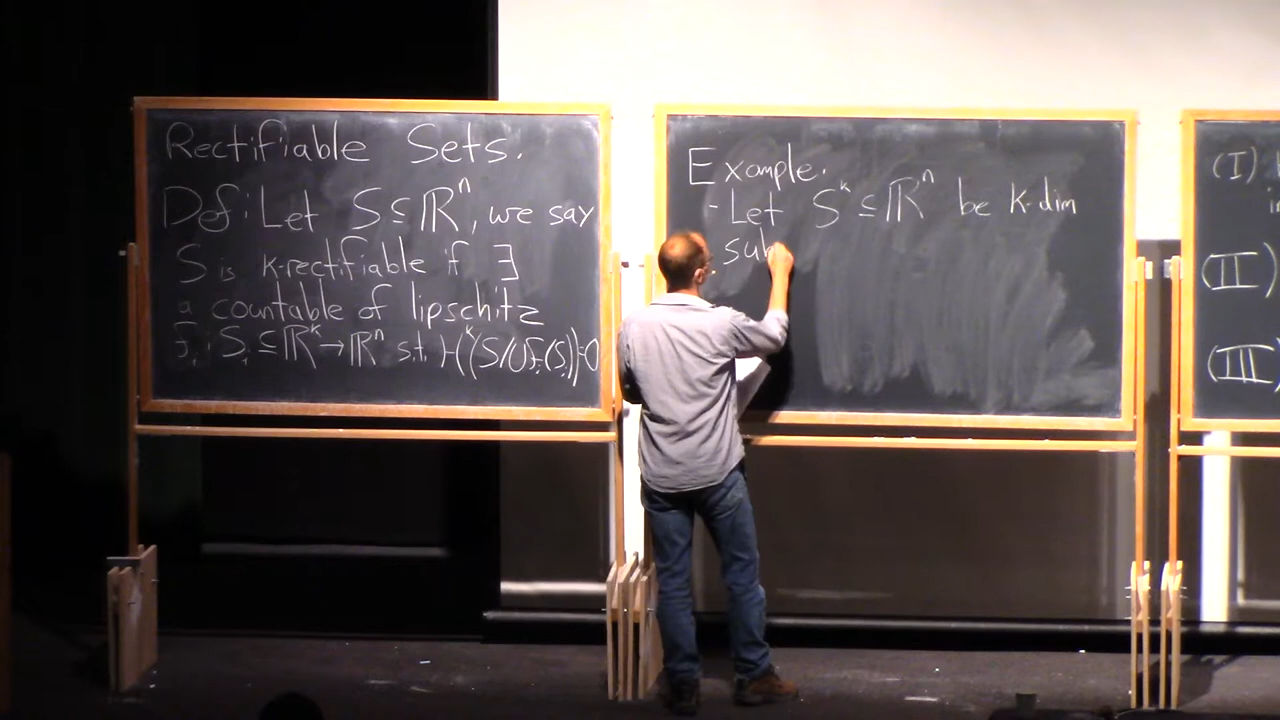 Rectifiable Sets.
Def: Let S ⊆ ℝⁿ, we say
S is k-rectifiable if ∃
a countable of lipschitz
fᵢ : Sᵢ ⊆ ℝᵏ → ℝⁿ s.t. Hᵏ(S \ ∪fᵢ(Sᵢ)) = 0
Example.
- Let Sᵏ ⊆ ℝⁿ be k-dim
sub
(I)
(II)
(III)